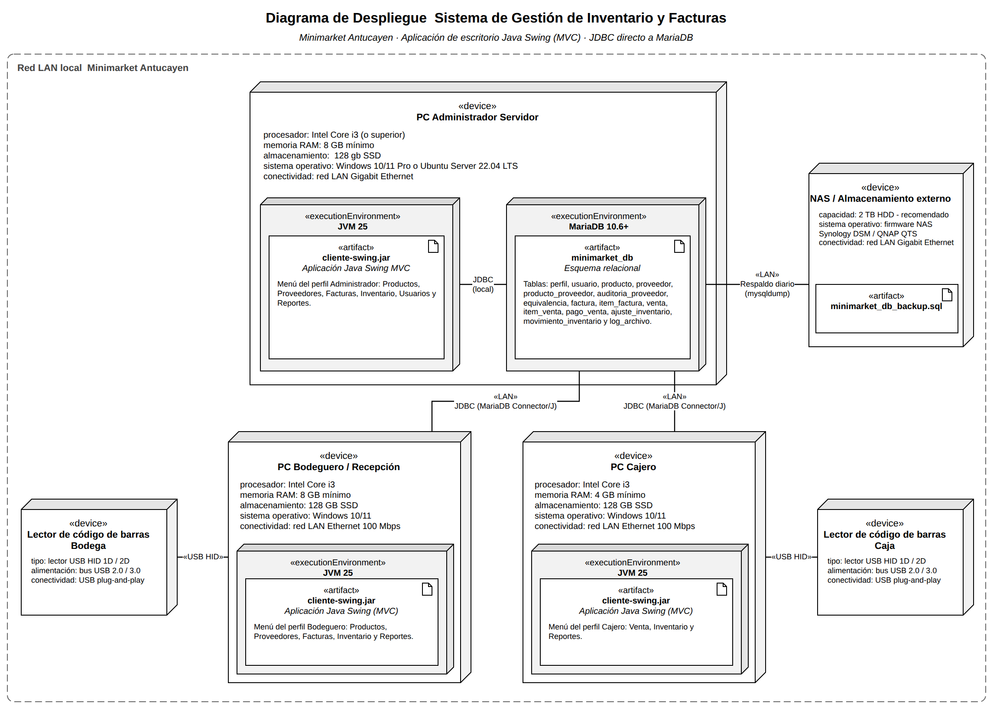 Diagrama de Despliegue  Sistema de Gestión de Inventario y Facturas
Minimarket Antucayen · Aplicación de escritorio Java Swing (MVC) · JDBC directo a MariaDB
Red LAN local  Minimarket Antucayen
«device»
PC Administrador Servidor
procesador: Intel Core i3 (o superior)
memoria RAM: 8 GB mínimo
almacenamiento:  128 gb SSD
sistema operativo: Windows 10/11 Pro o Ubuntu Server 22.04 LTS
conectividad: red LAN Gigabit Ethernet
«executionEnvironment»
JVM 25
«artifact»
cliente-swing.jar
Aplicación Java Swing MVC
Menú del perfil Administrador: Productos,
Proveedores, Facturas, Inventario, Usuarios y
Reportes.
JDBC
(local)
«executionEnvironment»
MariaDB 10.6+
«artifact»
minimarket_db
Esquema relacional
Tablas: perfil, usuario, producto, proveedor,
producto_proveedor, auditoria_proveedor,
equivalencia, factura, item_factura, venta,
item_venta, pago_venta, ajuste_inventario,
movimiento_inventario y log_archivo.
«LAN»
Respaldo diario
(mysqldump)
«device»
NAS / Almacenamiento externo
capacidad: 2 TB HDD - recomendado
sistema operativo: firmware NAS
Synology DSM / QNAP QTS
conectividad: red LAN Gigabit Ethernet
«artifact»
minimarket_db_backup.sql
«LAN»
JDBC (MariaDB Connector/J)
«LAN»
JDBC (MariaDB Connector/J)
«device»
Lector de código de barras
Bodega
tipo: lector USB HID 1D / 2D
alimentación: bus USB 2.0 / 3.0
conectividad: USB plug-and-play
«USB HID»
«device»
PC Bodeguero / Recepción
procesador: Intel Core i3
memoria RAM: 8 GB mínimo
almacenamiento: 128 GB SSD
sistema operativo: Windows 10/11
conectividad: red LAN Ethernet 100 Mbps
«executionEnvironment»
JVM 25
«artifact»
cliente-swing.jar
Aplicación Java Swing (MVC)
Menú del perfil Bodeguero: Productos,
Proveedores, Facturas, Inventario y Reportes.
«device»
PC Cajero
procesador: Intel Core i3
memoria RAM: 4 GB mínimo
almacenamiento: 128 GB SSD
sistema operativo: Windows 10/11
conectividad: red LAN Ethernet 100 Mbps
«executionEnvironment»
JVM 25
«artifact»
cliente-swing.jar
Aplicación Java Swing (MVC)
Menú del perfil Cajero: Venta, Inventario y
Reportes.
«USB HID»
«device»
Lector de código de barras
Caja
tipo: lector USB HID 1D / 2D
alimentación: bus USB 2.0 / 3.0
conectividad: USB plug-and-play